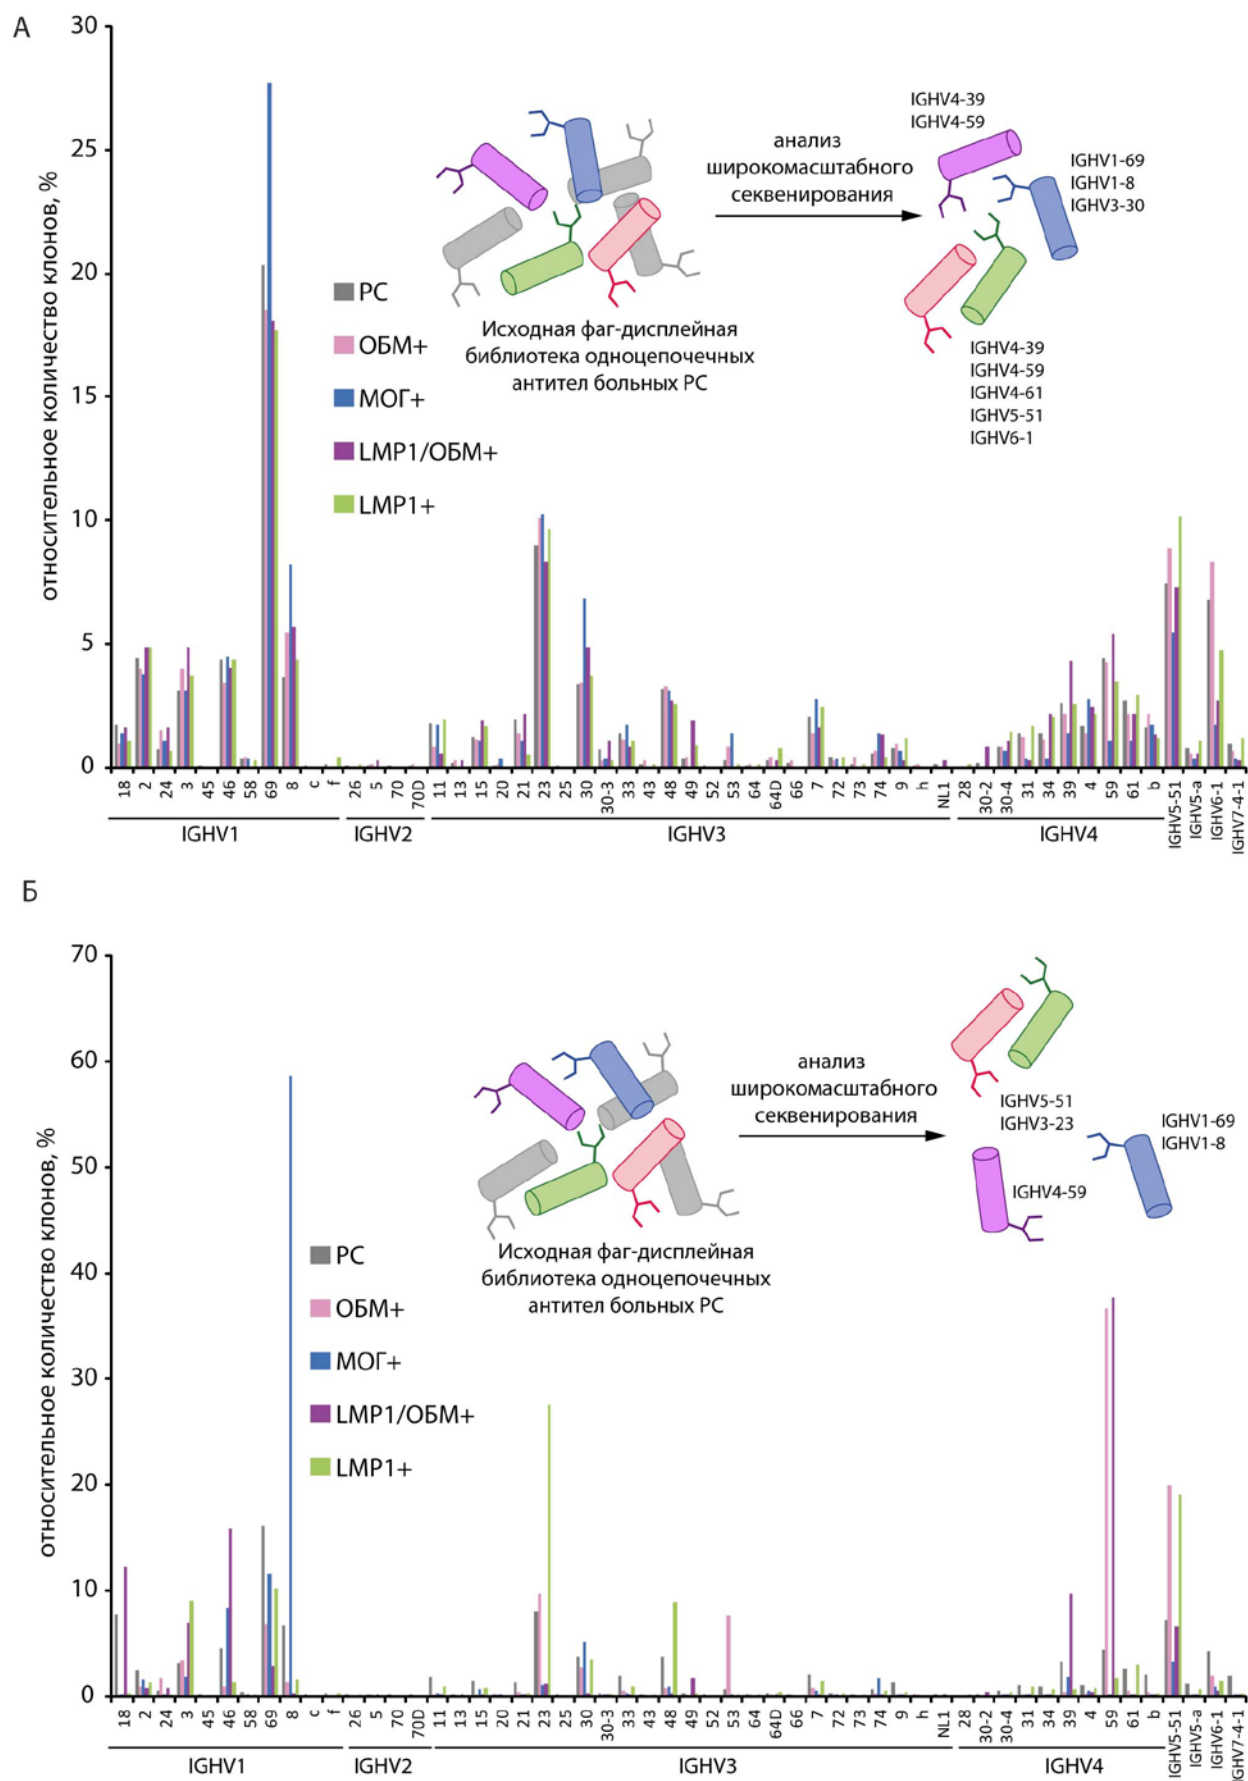 А
30
25
20
15
10
5
0
относительное количество клонов, %
РС
ОБМ+
МОГ+
LMP1/ОБМ+
LMP1+
Исходная фаг-дисплейная
библиотека одноцепочечных
антител больных РС
анализ
широкомасштабного
секвенирования
IGHV4-39
IGHV4-59
IGHV1-69
IGHV1-8
IGHV3-30
IGHV4-39
IGHV4-59
IGHV4-61
IGHV5-51
IGHV6-1
18 2 24 3 45 46 58 69 8 c f 26 5 70 70D 11 13 15 20 21 23 25 30 30-3 33 43 48 49 52 53 64 64D 66 7 72 73 74 9 h NL1 28 30-2 30-4 31 34 39 4 59 61 b IGHV5-51 IGHV5-a IGHV6-1 IGHV7-4-1
IGHV1 IGHV2 IGHV3 IGHV4
Б
70
60
50
40
30
20
10
0
относительное количество клонов, %
РС
ОБМ+
МОГ+
LMP1/ОБМ+
LMP1+
Исходная фаг-дисплейная
библиотека одноцепочечных
антител больных РС
анализ
широкомасштабного
секвенирования
IGHV5-51
IGHV3-23
IGHV1-69
IGHV1-8
IGHV4-59
18 2 24 3 45 46 58 69 8 c f 26 5 70 70D 11 13 15 20 21 23 25 30 30-3 33 43 48 49 52 53 64 64D 66 7 72 73 74 9 h NL1 28 30-2 30-4 31 34 39 4 59 61 b IGHV5-51 IGHV5-a IGHV6-1 IGHV7-4-1
IGHV1 IGHV2 IGHV3 IGHV4